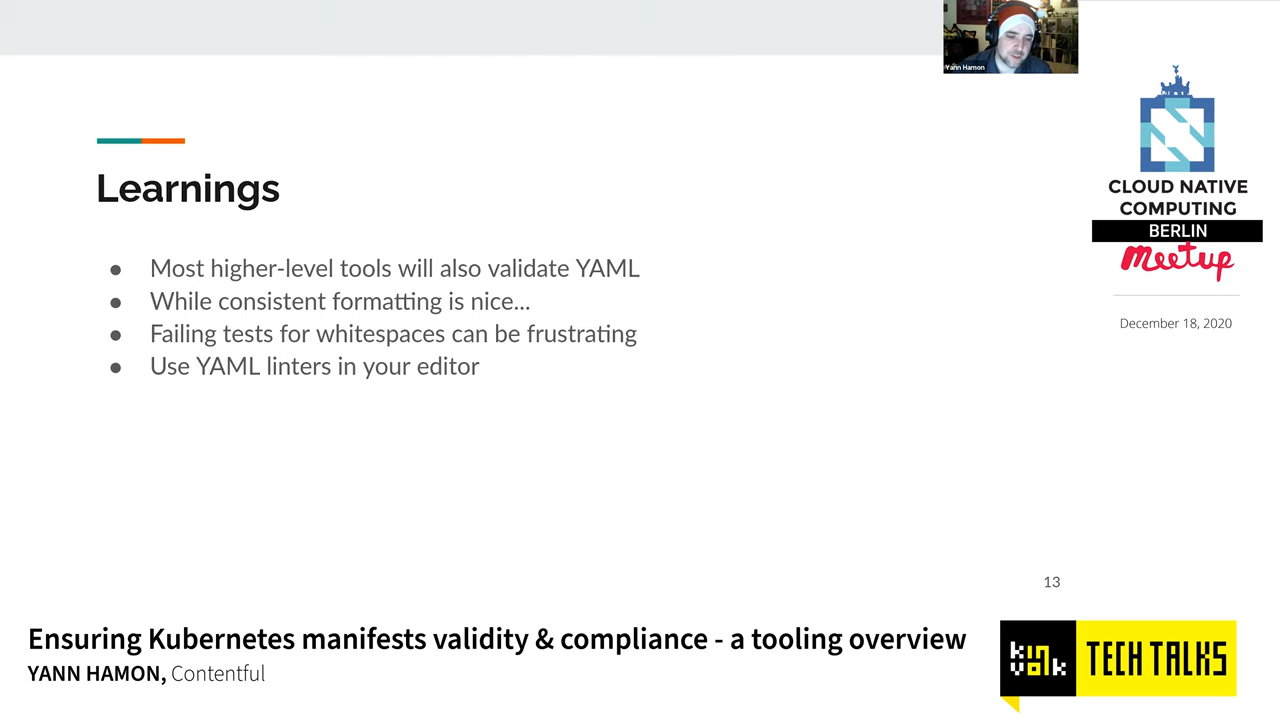 Yann Hamon
CLOUD NATIVE
COMPUTING
BERLIN
meetup
December 18, 2020
Learnings
● Most higher-level tools will also validate YAML
● While consistent formatting is nice...
● Failing tests for whitespaces can be frustrating
● Use YAML linters in your editor
13
Ensuring Kubernetes manifests validity & compliance - a tooling overview
YANN HAMON, Contentful
kinvolk TECH TALKS